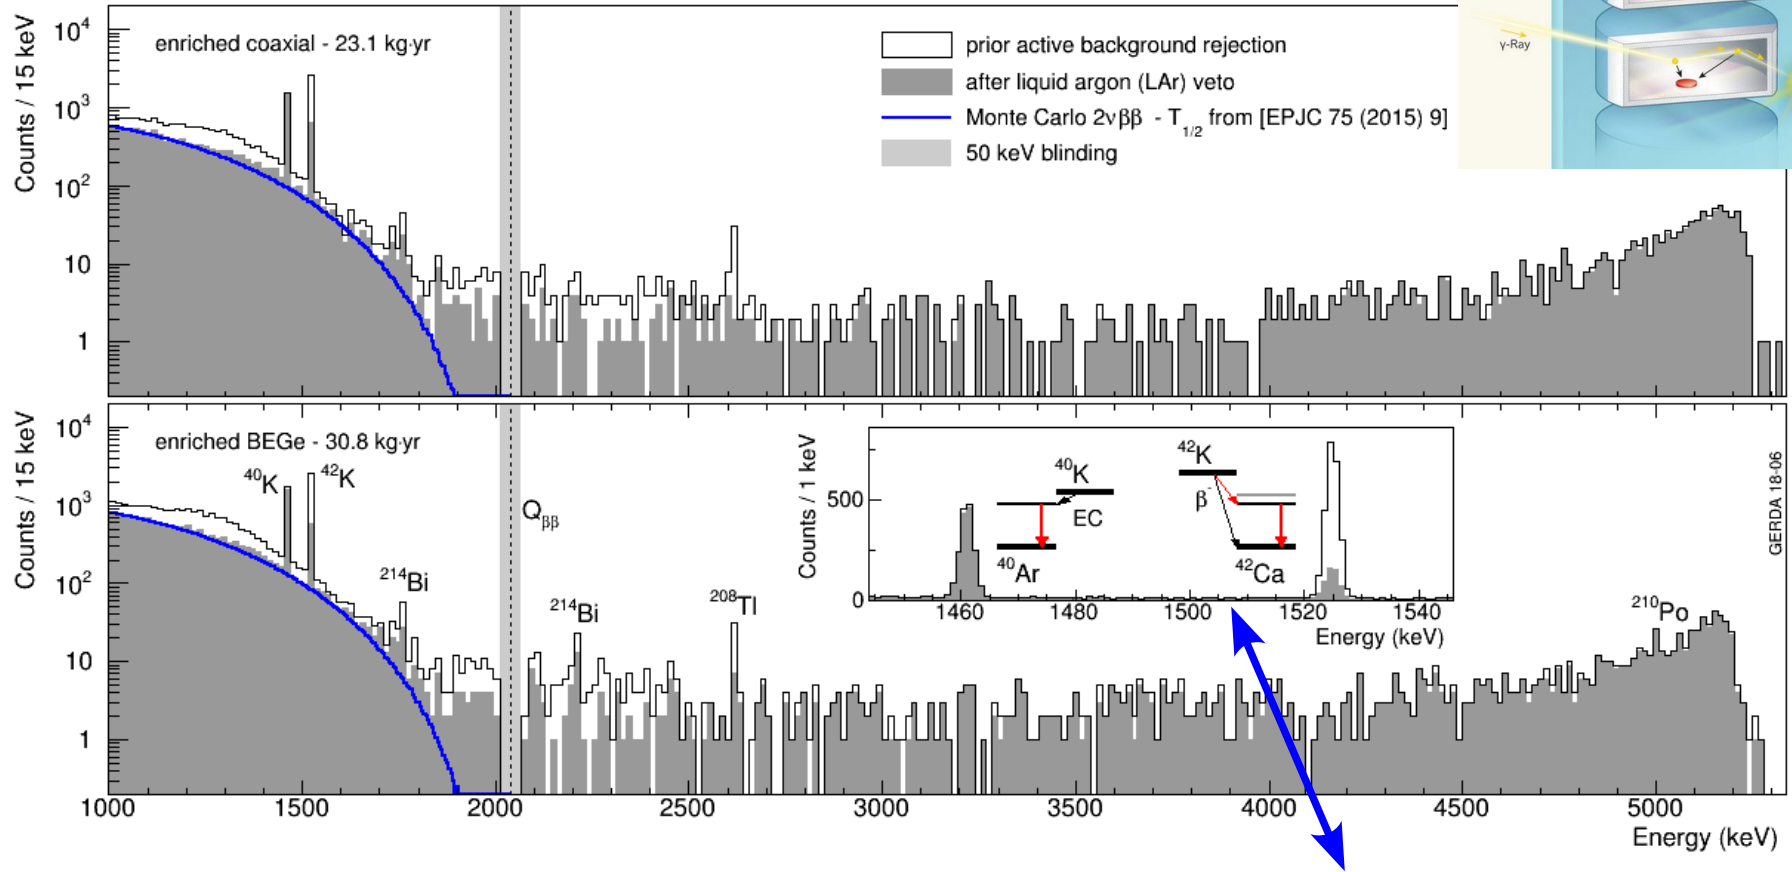 enriched coaxial - 23.1 kg·yr
prior active background rejection
after liquid argon (LAr) veto
Monte Carlo 2νββ - T1/2 from [EPJC 75 (2015) 9]
50 keV blinding
γ-Ray
Counts / 15 keV
10⁴
10³
10²
10
1
enriched BEGe - 30.8 kg·yr
⁴⁰K
⁴²K
²¹⁴Bi
Qββ
²¹⁴Bi
²⁰⁸Tl
²¹⁰Po
Counts / 15 keV
10⁴
10³
10²
10
1
Counts / 1 keV
500
0
⁴⁰K
EC
⁴⁰Ar
⁴²K
β⁻
⁴²Ca
1460 1480 1500 1520 1540
Energy (keV)
GERDA 18-06
1000 1500 2000 2500 3000 3500 4000 4500 5000
Energy (keV)